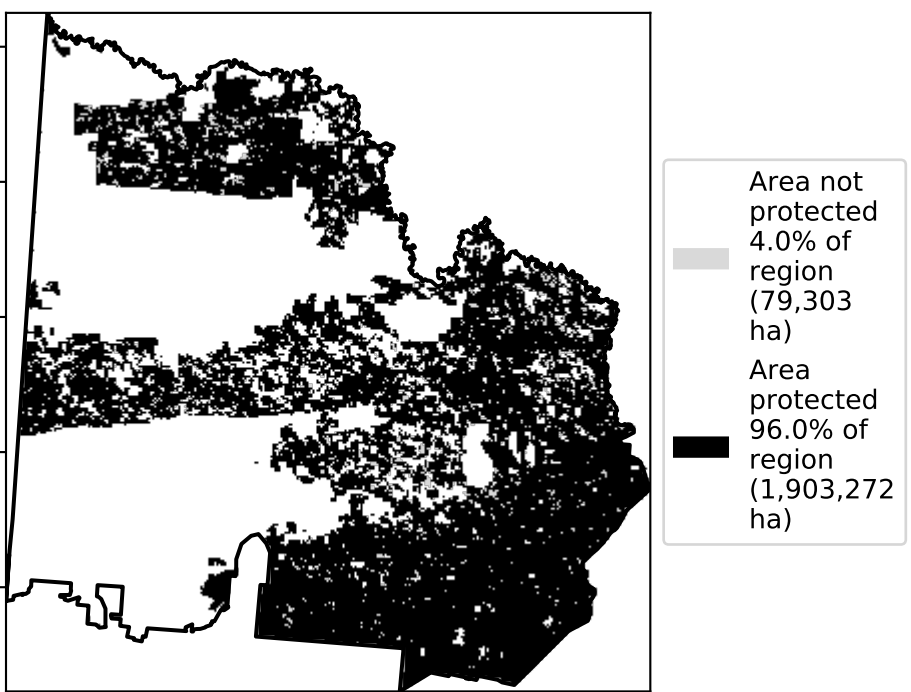 Area not
protected
4.0% of
region
(79,303
ha)
Area
protected
96.0% of
region
(1,903,272
ha)